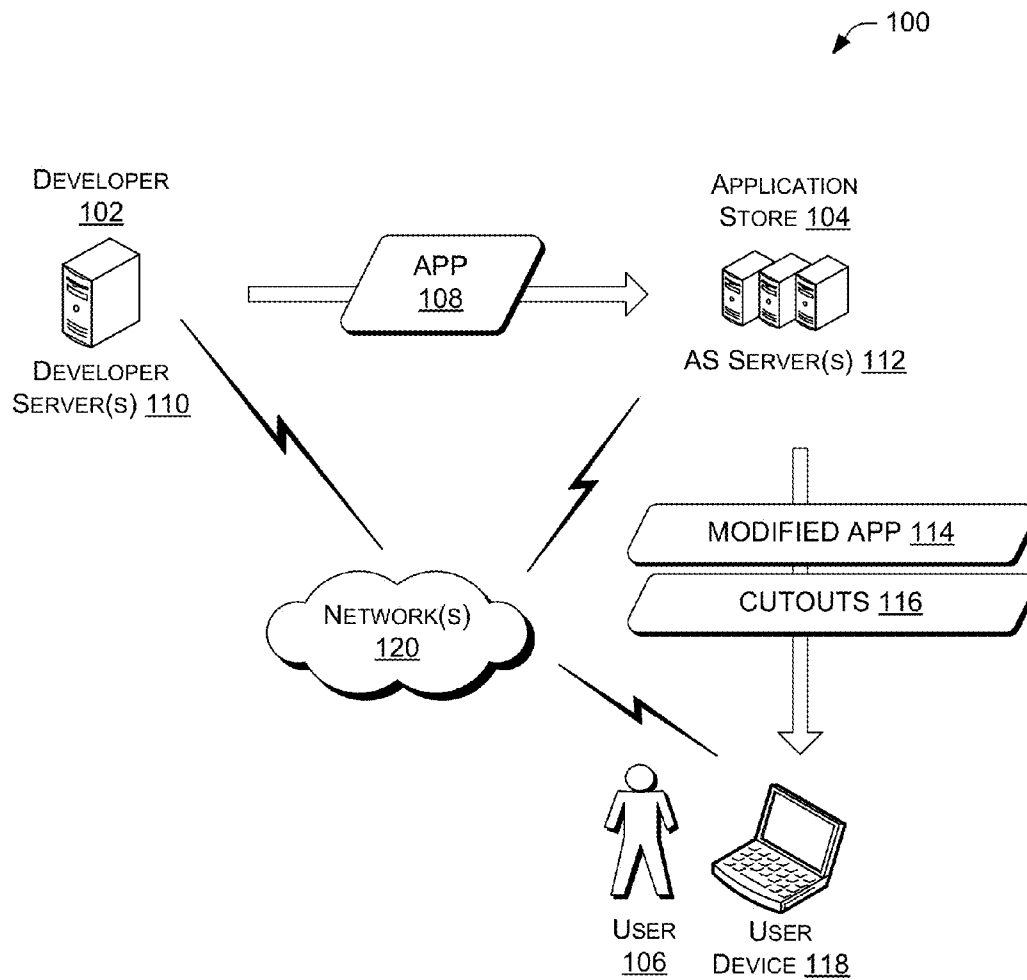 100
DEVELOPER
102
APPLICATION
STORE 104
APP
108
DEVELOPER
SERVER(S) 110
AS SERVER(S) 112
MODIFIED APP 114
CUTOUTS 116
NETWORK(S)
120
USER
106
USER
DEVICE 118